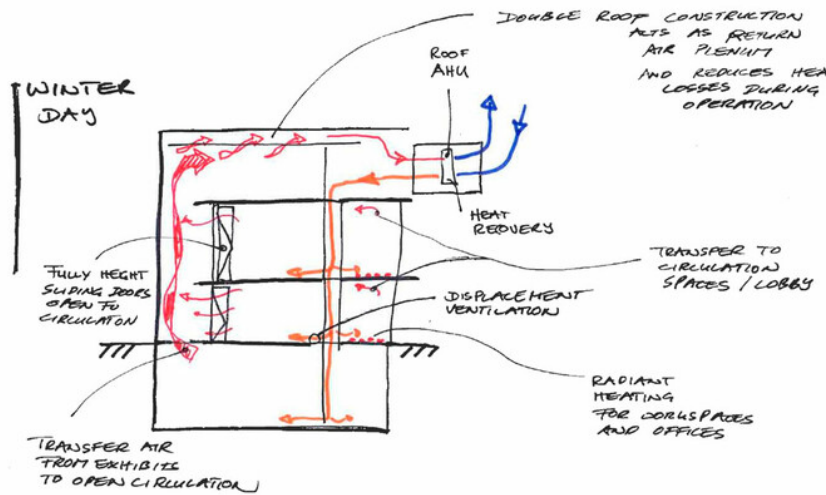 WINTER
DAY
DOUBLE ROOF CONSTRUCTION
ACTS AS RETURN
AIR PLENUM
AND REDUCES HEA
LOSSES DURING
OPERATION
ROOF
AHU
HEAT
RECOVERY
FULLY HEIGHT
SLIDING DOORS
OPEN TO
CIRCULATON
DISPLACEMENT
VENTILATION
TRANSFER TO
CIRCULATION
SPACES / LOBBY
RADIANT
HEATING
FOR WORKSPACES
AND OFFICES
TRANSFER AIR
FROM EXHIBITS
TO OPEN CIRCULATION